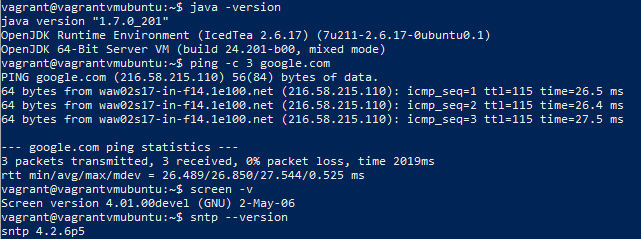 vagrant@vagrantvmubuntu:~$ java -version
java version "1.7.0_201"
OpenJDK Runtime Environment (IcedTea 2.6.17) (7u211-2.6.17-0ubuntu0.1)
OpenJDK 64-Bit Server VM (build 24.201-b00, mixed mode)
vagrant@vagrantvmubuntu:~$ ping -c 3 google.com
PING google.com (216.58.215.110) 56(84) bytes of data.
64 bytes from waw02s17-in-f14.1e100.net (216.58.215.110): icmp_seq=1 ttl=115 time=26.5 ms
64 bytes from waw02s17-in-f14.1e100.net (216.58.215.110): icmp_seq=2 ttl=115 time=26.4 ms
64 bytes from waw02s17-in-f14.1e100.net (216.58.215.110): icmp_seq=3 ttl=115 time=27.5 ms
--- google.com ping statistics ---
3 packets transmitted, 3 received, 0% packet loss, time 2019ms
rtt min/avg/max/mdev = 26.489/26.850/27.544/0.525 ms
vagrant@vagrantvmubuntu:~$ screen -v
Screen version 4.01.00devel (GNU) 2-May-06
vagrant@vagrantvmubuntu:~$ sntp --version
sntp 4.2.6p5